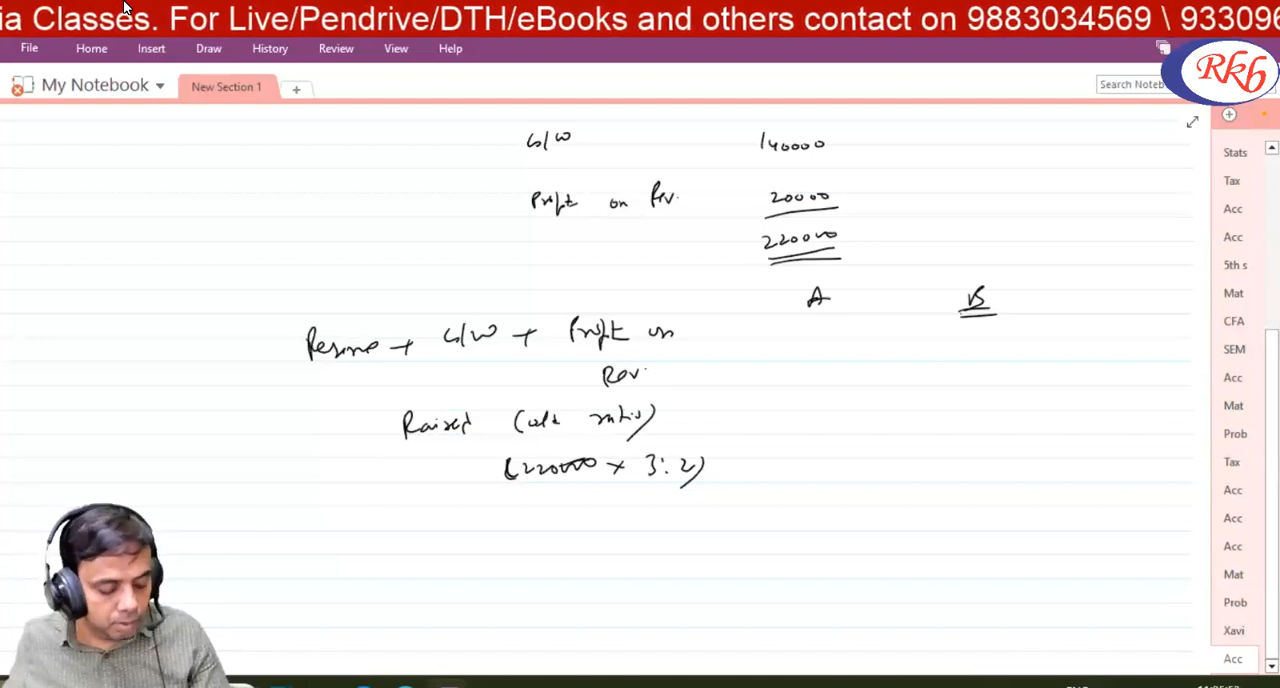 ia Classes. For Live/Pendrive/DTH/eBooks and others contact on 9883034569 \ 933096
File Home Insert Draw History Review View Help
Rkb
My Notebook New Section 1 + Search Noteb
G/W 140000
Profit on Rev. 20000
220000
A B
Reserve + G/W + Profit on
Rev.
Raised (old ratio)
(220000 x 3:2)
Stats
Tax
Acc
Acc
5th s
Mat
CFA
SEM
Acc
Mat
Prob
Tax
Acc
Acc
Acc
Mat
Prob
Xavi
Acc